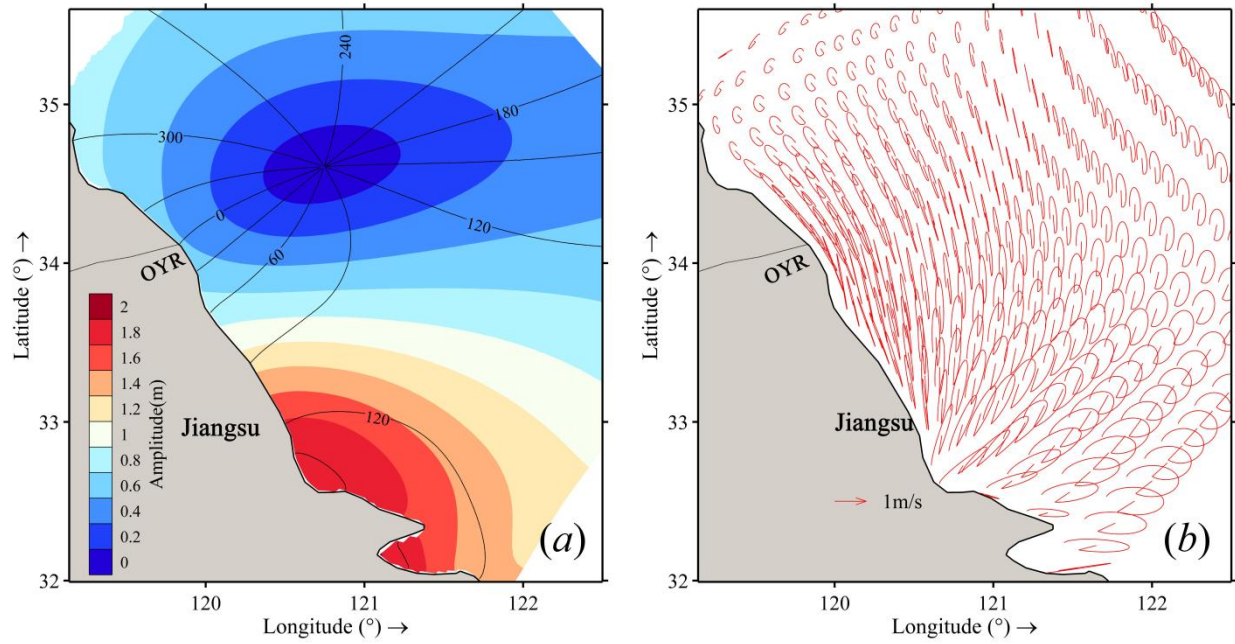 35
34
33
32
Latitude (°) →
120
121
122
Longitude (°) →
240
180
300
120
0
60
120
OYR
Jiangsu
2
1.8
1.6
1.4
1.2
1
0.8
0.6
0.4
0.2
0
Amplitude(m)
(a)
35
34
33
32
Latitude (°) →
120
121
122
Longitude (°) →
OYR
Jiangsu
1m/s
(b)